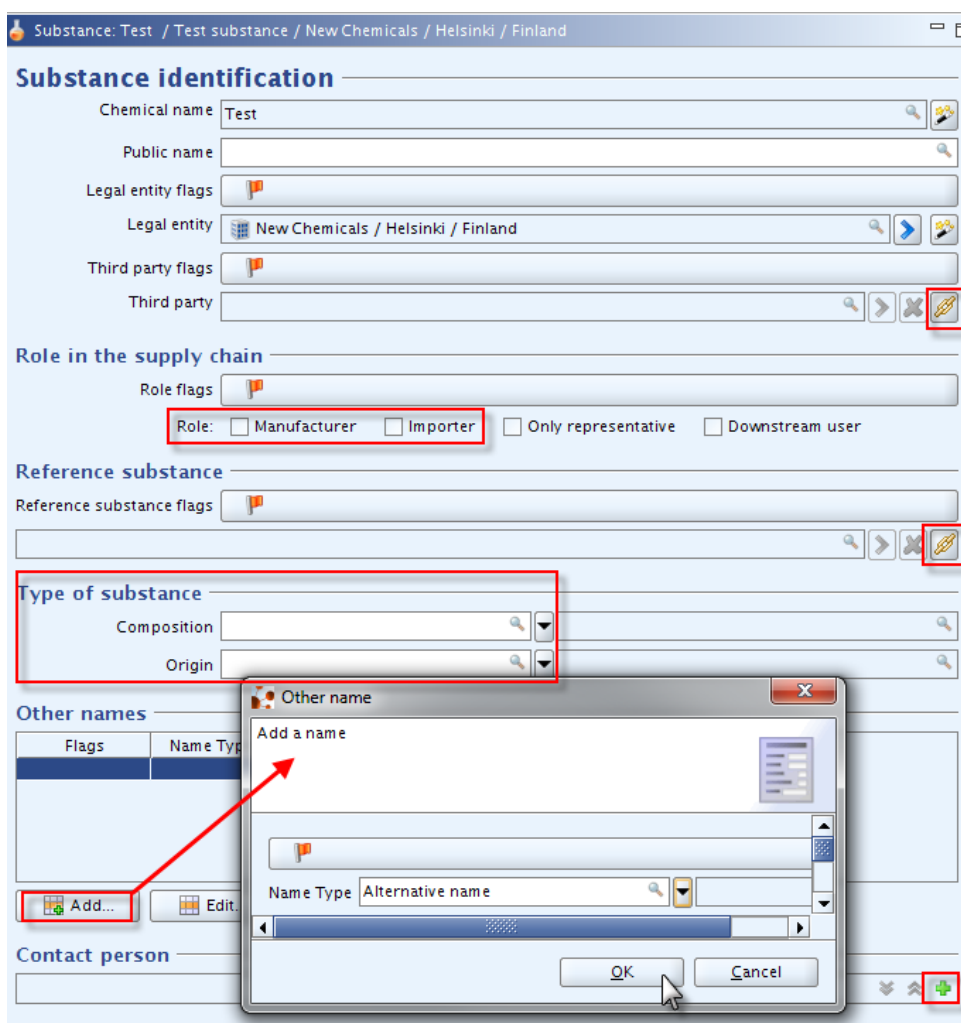 Substance: Test / Test substance / New Chemicals / Helsinki / Finland
Substance identification
Chemical name Test
Public name
Legal entity flags
Legal entity New Chemicals / Helsinki / Finland
Third party flags
Third party
Role in the supply chain
Role flags
Role: Manufacturer Importer Only representative Downstream user
Reference substance
Reference substance flags
Type of substance
Composition
Origin
Other names
Flags Name Typ
Add... Edit.
Other name
Add a name
Name Type Alternative name
OK Cancel
Contact person